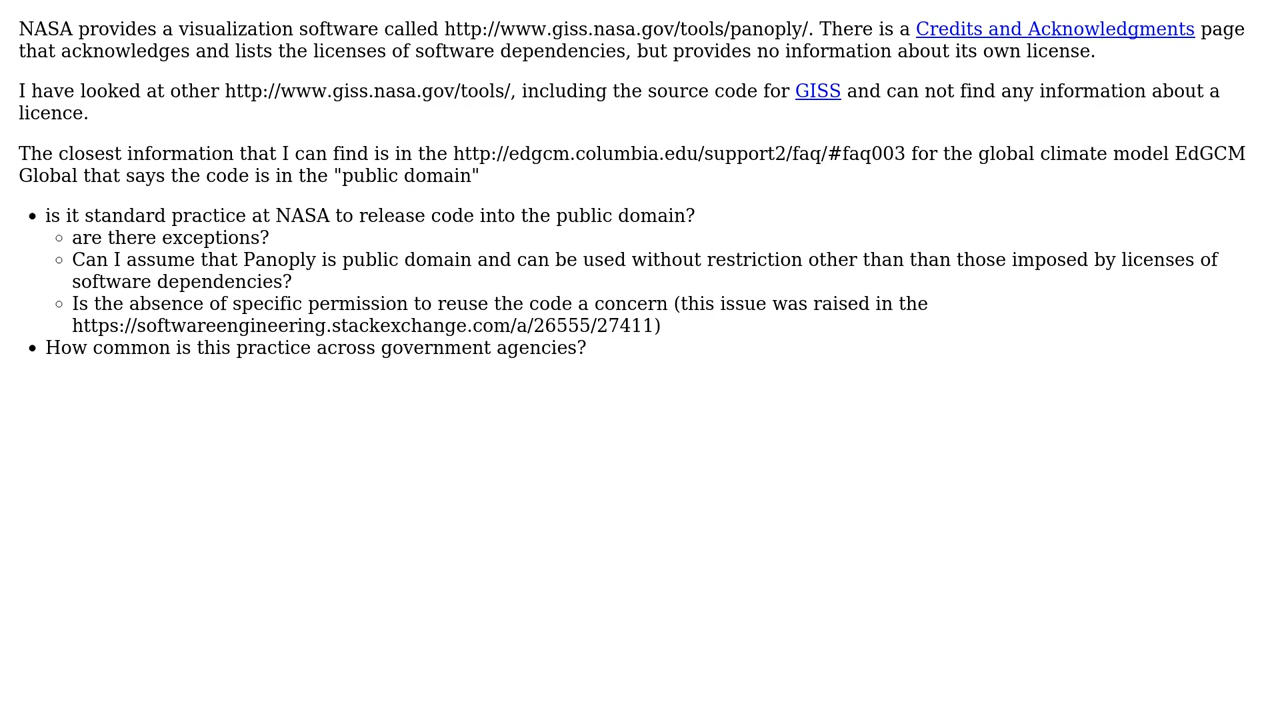 NASA provides a visualization software called http://www.giss.nasa.gov/tools/panoply/. There is a Credits and Acknowledgments page
that acknowledges and lists the licenses of software dependencies, but provides no information about its own license.
I have looked at other http://www.giss.nasa.gov/tools/, including the source code for GISS and can not find any information about a
licence.
The closest information that I can find is in the http://edgcm.columbia.edu/support2/faq/#faq003 for the global climate model EdGCM
Global that says the code is in the "public domain"
• is it standard practice at NASA to release code into the public domain?
◦ are there exceptions?
◦ Can I assume that Panoply is public domain and can be used without restriction other than than those imposed by licenses of
software dependencies?
◦ Is the absence of specific permission to reuse the code a concern (this issue was raised in the
https://softwareengineering.stackexchange.com/a/26555/27411)
• How common is this practice across government agencies?